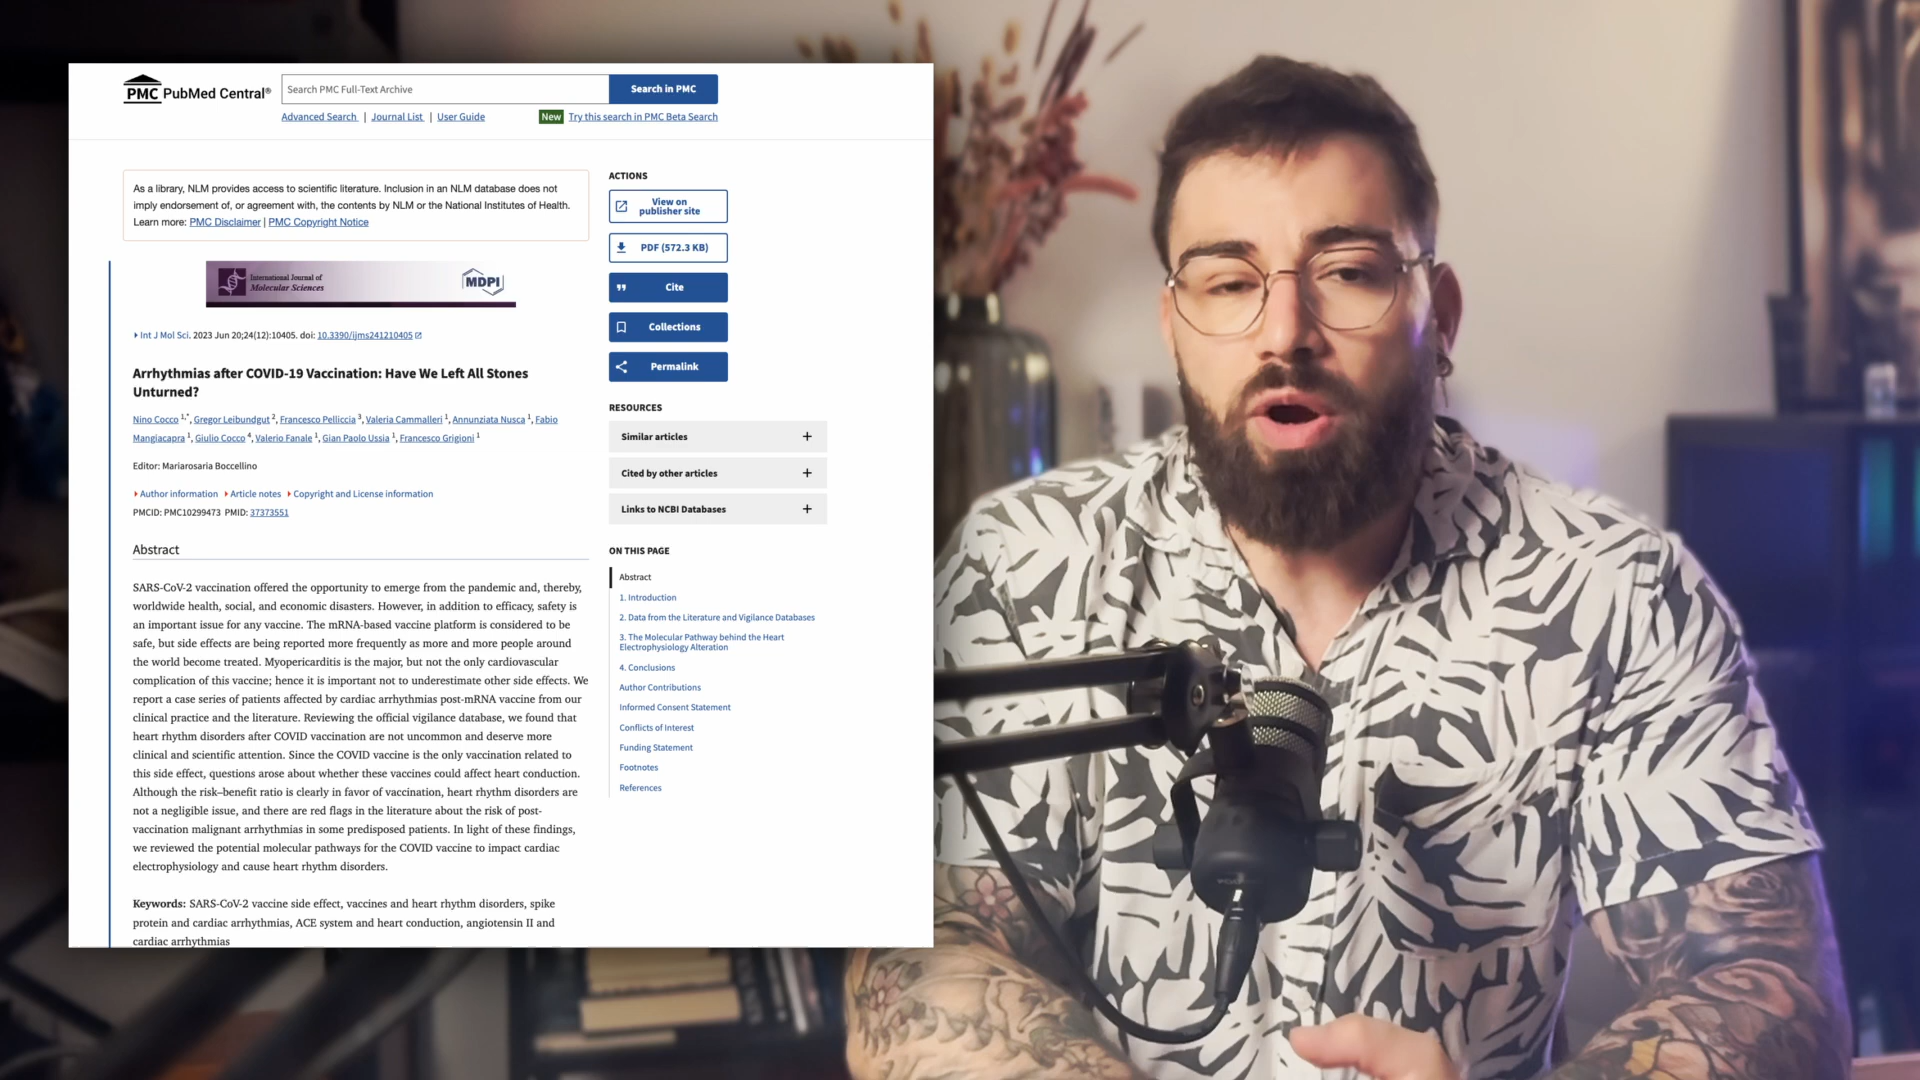 PMC PubMed Central®
Search PMC Full-Text Archive
Search in PMC
Advanced Search | Journal List | User Guide
New Try this search in PMC Beta Search
As a library, NLM provides access to scientific literature. Inclusion in an NLM database does not
imply endorsement of, or agreement with, the contents by NLM or the National Institutes of Health.
Learn more: PMC Disclaimer | PMC Copyright Notice
International Journal of
Molecular Sciences
MDPI
Int J Mol Sci. 2023 Jun 20;24(12):10405. doi: 10.3390/ijms241210405
Arrhythmias after COVID-19 Vaccination: Have We Left All Stones
Unturned?
Nino Cocco 1,*, Gregor Leibundgut 2, Francesco Pelliccia 3, Valeria Cammalleri 1, Annunziata Nusca 1, Fabio
Mangiacapra 1, Giulio Cocco 4, Valerio Fanale 1, Gian Paolo Ussia 1, Francesco Grigioni 1
Editor: Mariarosaria Boccellino
Author information Article notes Copyright and License information
PMCID: PMC10299473 PMID: 37373551
Abstract
SARS-CoV-2 vaccination offered the opportunity to emerge from the pandemic and, thereby,
worldwide health, social, and economic disasters. However, in addition to efficacy, safety is
an important issue for any vaccine. The mRNA-based vaccine platform is considered to be
safe, but side effects are being reported more frequently as more and more people around
the world become treated. Myopericarditis is the major, but not the only cardiovascular
complication of this vaccine; hence it is important not to underestimate other side effects. We
report a case series of patients affected by cardiac arrhythmias post-mRNA vaccine from our
clinical practice and the literature. Reviewing the official vigilance database, we found that
heart rhythm disorders after COVID vaccination are not uncommon and deserve more
clinical and scientific attention. Since the COVID vaccine is the only vaccination related to
this side effect, questions arose about whether these vaccines could affect heart conduction.
Although the risk–benefit ratio is clearly in favor of vaccination, heart rhythm disorders are
not a negligible issue, and there are red flags in the literature about the risk of post-
vaccination malignant arrhythmias in some predisposed patients. In light of these findings,
we reviewed the potential molecular pathways for the COVID vaccine to impact cardiac
electrophysiology and cause heart rhythm disorders.
Keywords: SARS-CoV-2 vaccine side effect, vaccines and heart rhythm disorders, spike
protein and cardiac arrhythmias, ACE system and heart conduction, angiotensin II and
cardiac arrhythmias
ACTIONS
View on
publisher site
PDF (572.3 KB)
Cite
Collections
Permalink
RESOURCES
Similar articles +
Cited by other articles +
Links to NCBI Databases +
ON THIS PAGE
Abstract
1. Introduction
2. Data from the Literature and Vigilance Databases
3. The Molecular Pathway behind the Heart
Electrophysiology Alteration
4. Conclusions
Author Contributions
Informed Consent Statement
Conflicts of Interest
Funding Statement
Footnotes
References